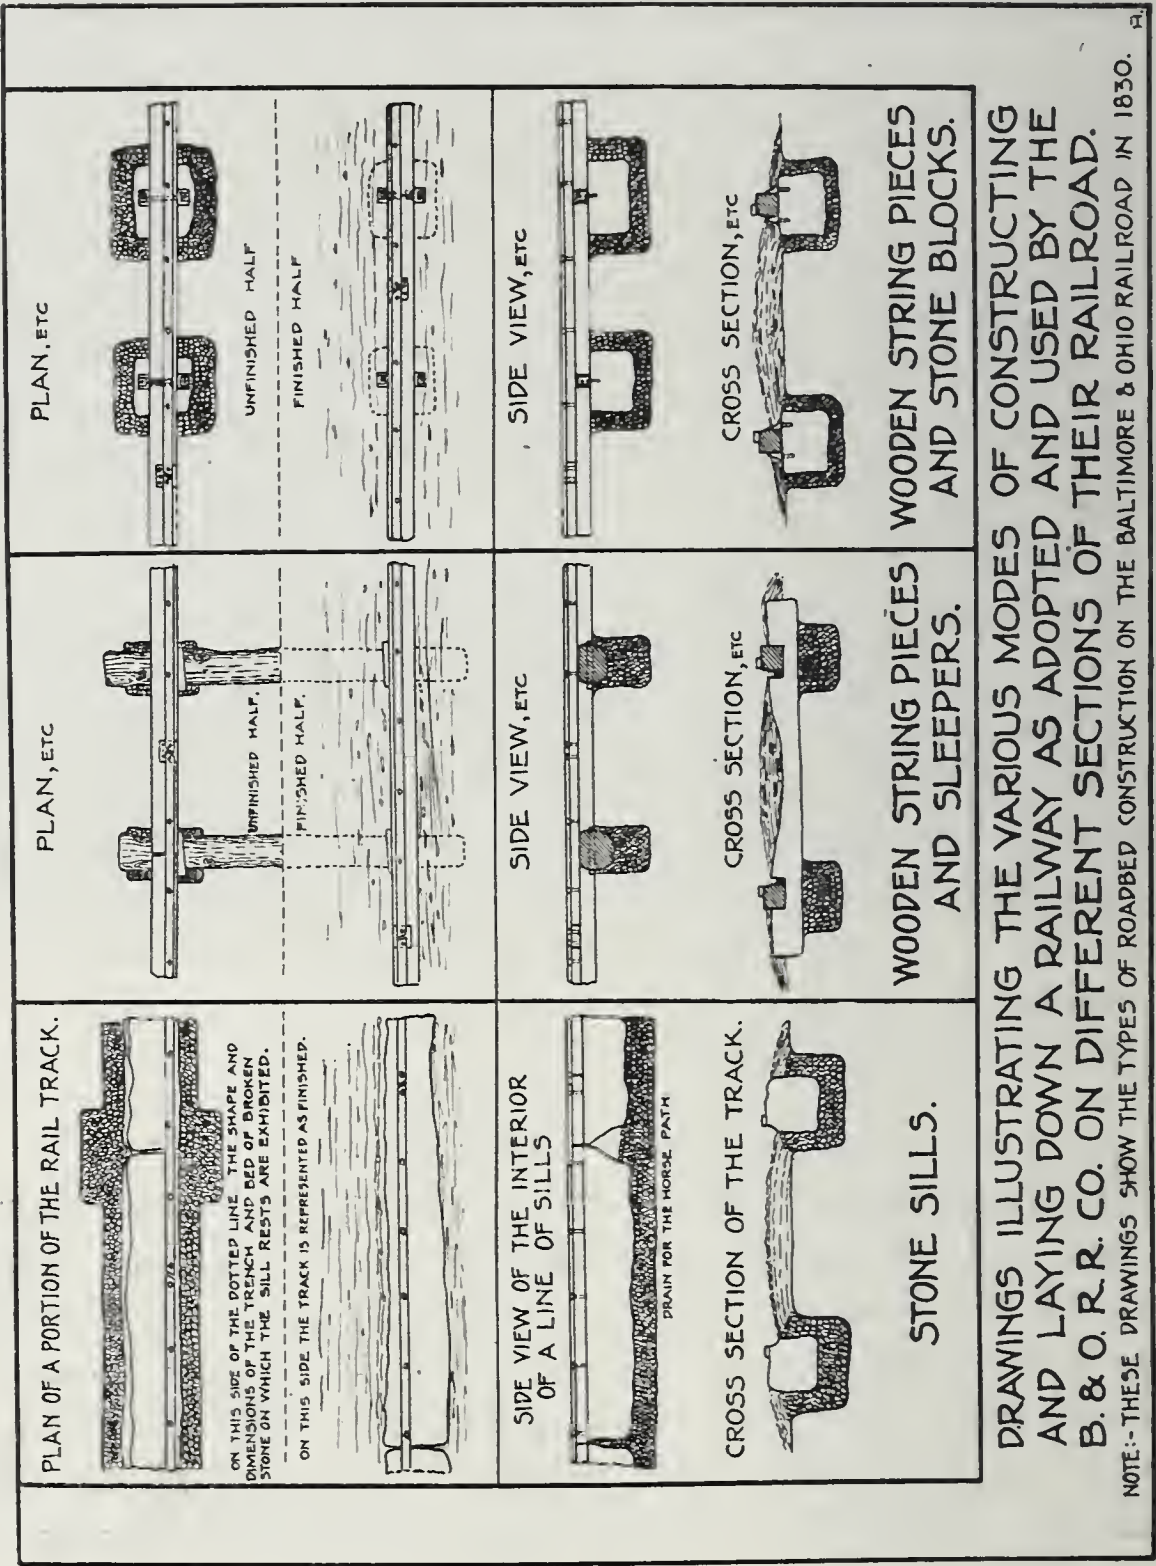 PLAN OF A PORTION OF THE RAIL TRACK.
ON THIS SIDE OF THE DOTTED LINE THE SHAPE AND
DIMENSIONS OF THE TRENCH AND BED OF BROKEN
STONE ON WHICH THE SILL RESTS ARE EXHIBITED.
ON THIS SIDE THE TRACK IS REPRESENTED AS FINISHED.
SIDE VIEW OF THE INTERIOR
OF A LINE OF SILLS
DRAIN FOR THE HORSE PATH
CROSS SECTION OF THE TRACK.
STONE SILLS.
PLAN, ETC
UNFINISHED HALF.
FINISHED HALF.
SIDE VIEW, ETC
CROSS SECTION, ETC
WOODEN STRING PIECES
AND SLEEPERS.
PLAN, ETC
UNFINISHED HALF
FINISHED HALF
SIDE VIEW, ETC
CROSS SECTION, ETC
WOODEN STRING PIECES
AND STONE BLOCKS.
DRAWINGS ILLUSTRATING THE VARIOUS MODES OF CONSTRUCTING
AND LAYING DOWN A RAILWAY AS ADOPTED AND USED BY THE
B. & O. R. R. CO. ON DIFFERENT SECTIONS OF THEIR RAILROAD.
NOTE:- THESE DRAWINGS SHOW THE TYPES OF ROADBED CONSTRUCTION ON THE BALTIMORE & OHIO RAILROAD IN 1830.